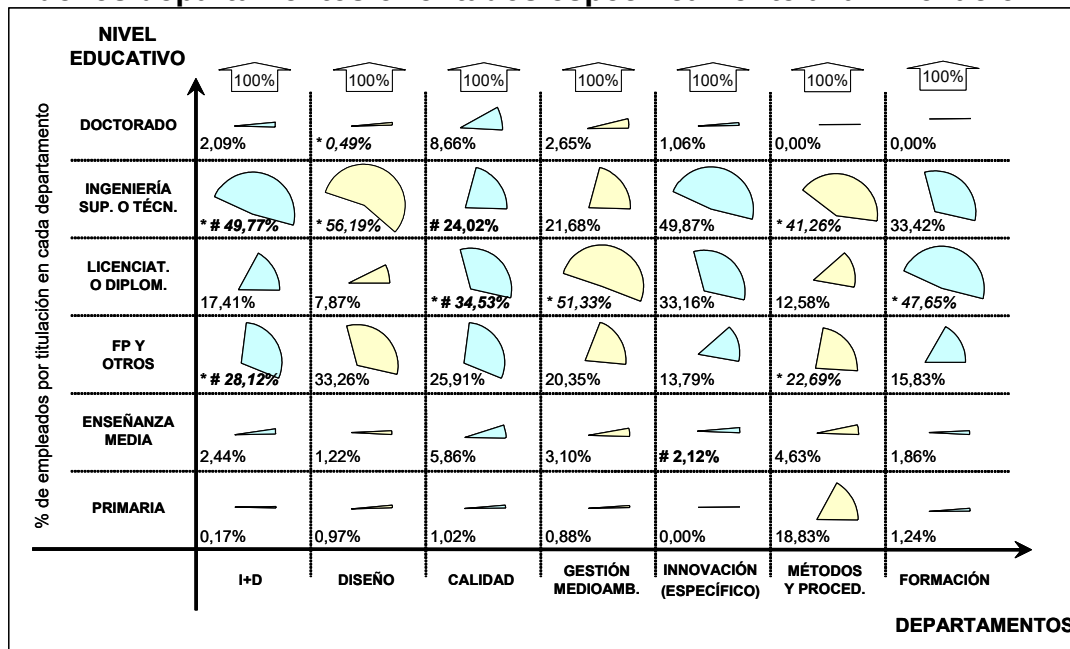 NIVEL
EDUCATIVO
100% 100% 100% 100% 100% 100% 100%
DOCTORADO
2,09% * 0,49% 8,66% 2,65% 1,06% 0,00% 0,00%
INGENIERÍA
SUP. O TÉCN.
* # 49,77% * 56,19% # 24,02% 21,68% 49,87% * 41,26% 33,42%
LICENCIAT.
O DIPLOM.
17,41% 7,87% * # 34,53% * 51,33% 33,16% 12,58% * 47,65%
FP Y
OTROS
* # 28,12% 33,26% 25,91% 20,35% 13,79% * 22,69% 15,83%
ENSEÑANZA
MEDIA
2,44% 1,22% 5,86% 3,10% # 2,12% 4,63% 1,86%
PRIMARIA
0,17% 0,97% 1,02% 0,88% 0,00% 18,83% 1,24%
% de empleados por titulación en cada departamento
I+D DISEÑO CALIDAD GESTIÓN INNOVACIÓN MÉTODOS FORMACIÓN
MEDIOAMB. (ESPECÍFICO) Y PROCED.
DEPARTAMENTOS